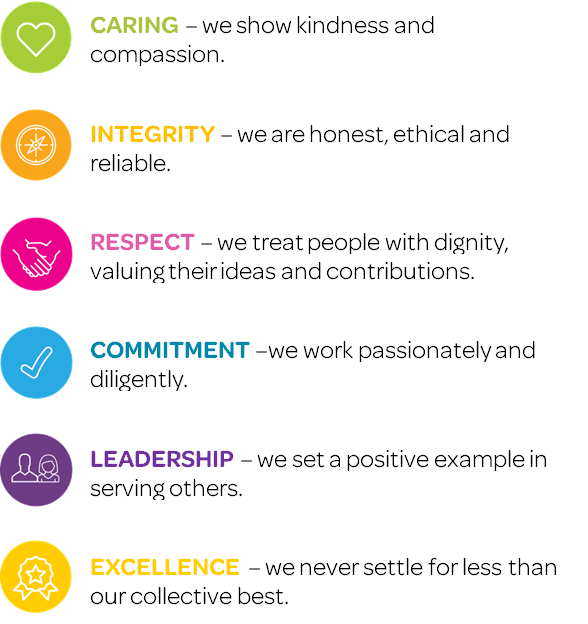 CARING – we show kindness and
compassion.
INTEGRITY – we are honest, ethical and
reliable.
RESPECT – we treat people with dignity,
valuing their ideas and contributions.
COMMITMENT –we work passionately and
diligently.
LEADERSHIP – we set a positive example in
serving others.
EXCELLENCE – we never settle for less than
our collective best.